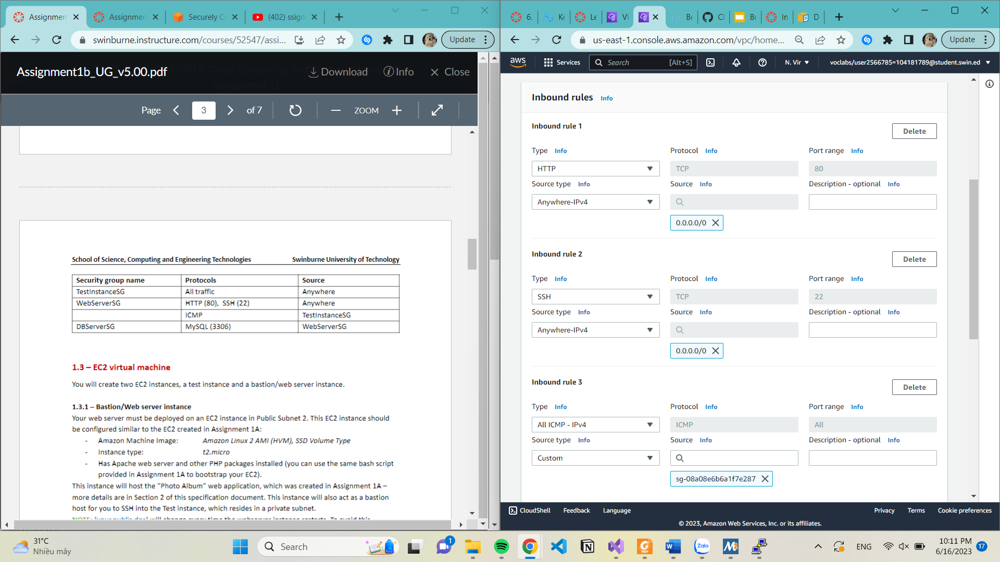 Assignmen
Assignmen
Securely Co
(402) ssign
swinburne.instructure.com/courses/52547/assi...
Update
Assignment1b_UG_v5.00.pdf
Download
Info
Close
Page
3
of 7
ZOOM
School of Science, Computing and Engineering Technologies
Swinburne University of Technology
Security group name Protocols Source
TestInstanceSG All traffic Anywhere
WebServerSG HTTP (80), SSH (22) Anywhere
ICMP TestInstanceSG
DBServerSG MySQL (3306) WebServerSG
1.3 – EC2 virtual machine
You will create two EC2 instances, a test instance and a bastion/web server instance.
1.3.1 – Bastion/Web server instance
Your web server must be deployed on an EC2 instance in Public Subnet 2. This EC2 instance should
be configured similar to the EC2 created in Assignment 1A:
- Amazon Machine Image: Amazon Linux 2 AMI (HVM), SSD Volume Type
- Instance type: t2.micro
- Has Apache web server and other PHP packages installed (you can use the same bash script
provided in Assignment 1A to bootstrap your EC2).
This instance will host the “Photo Album” web application, which was created in Assignment 1A –
more details are in Section 2 of this specification document. This instance will also act as a bastion
host for you to SSH into the Test instance, which resides in a private subnet.
6.
Ke
Le
VI
Be
Cl
Bu
In
D
us-east-1.console.aws.amazon.com/vpc/home...
Update
aws
Services
Search
[Alt+S]
N. Vir
voclabs/user2566785=104181789@student.swin.ed
Inbound rules Info
Inbound rule 1
Delete
Type Info Protocol Info Port range Info
HTTP TCP 80
Source type Info Source Info Description - optional Info
Anywhere-IPv4
0.0.0.0/0
Inbound rule 2
Delete
Type Info Protocol Info Port range Info
SSH TCP 22
Source type Info Source Info Description - optional Info
Anywhere-IPv4
0.0.0.0/0
Inbound rule 3
Delete
Type Info Protocol Info Port range Info
All ICMP - IPv4 ICMP All
Source type Info Source Info Description - optional Info
Custom
sg-08a08e6b6a1f7e287
CloudShell Feedback Language
Privacy Terms Cookie preferences
© 2023, Amazon Web Services, Inc. or its affiliates.
31°C
Nhiều mây
Search
1
Zalo
ENG
10:11 PM
6/16/2023
17